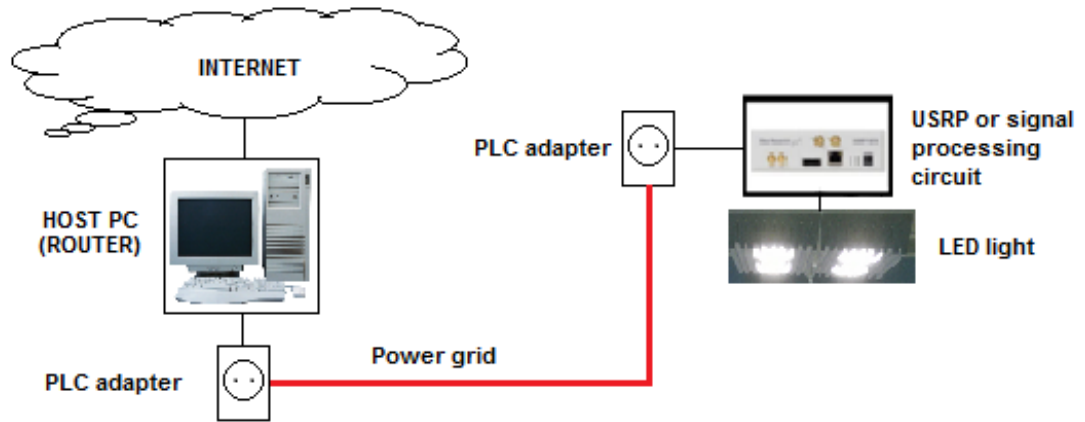 INTERNET
HOST PC
(ROUTER)
PLC adapter
Power grid
PLC adapter
USRP or signal
processing
circuit
LED light